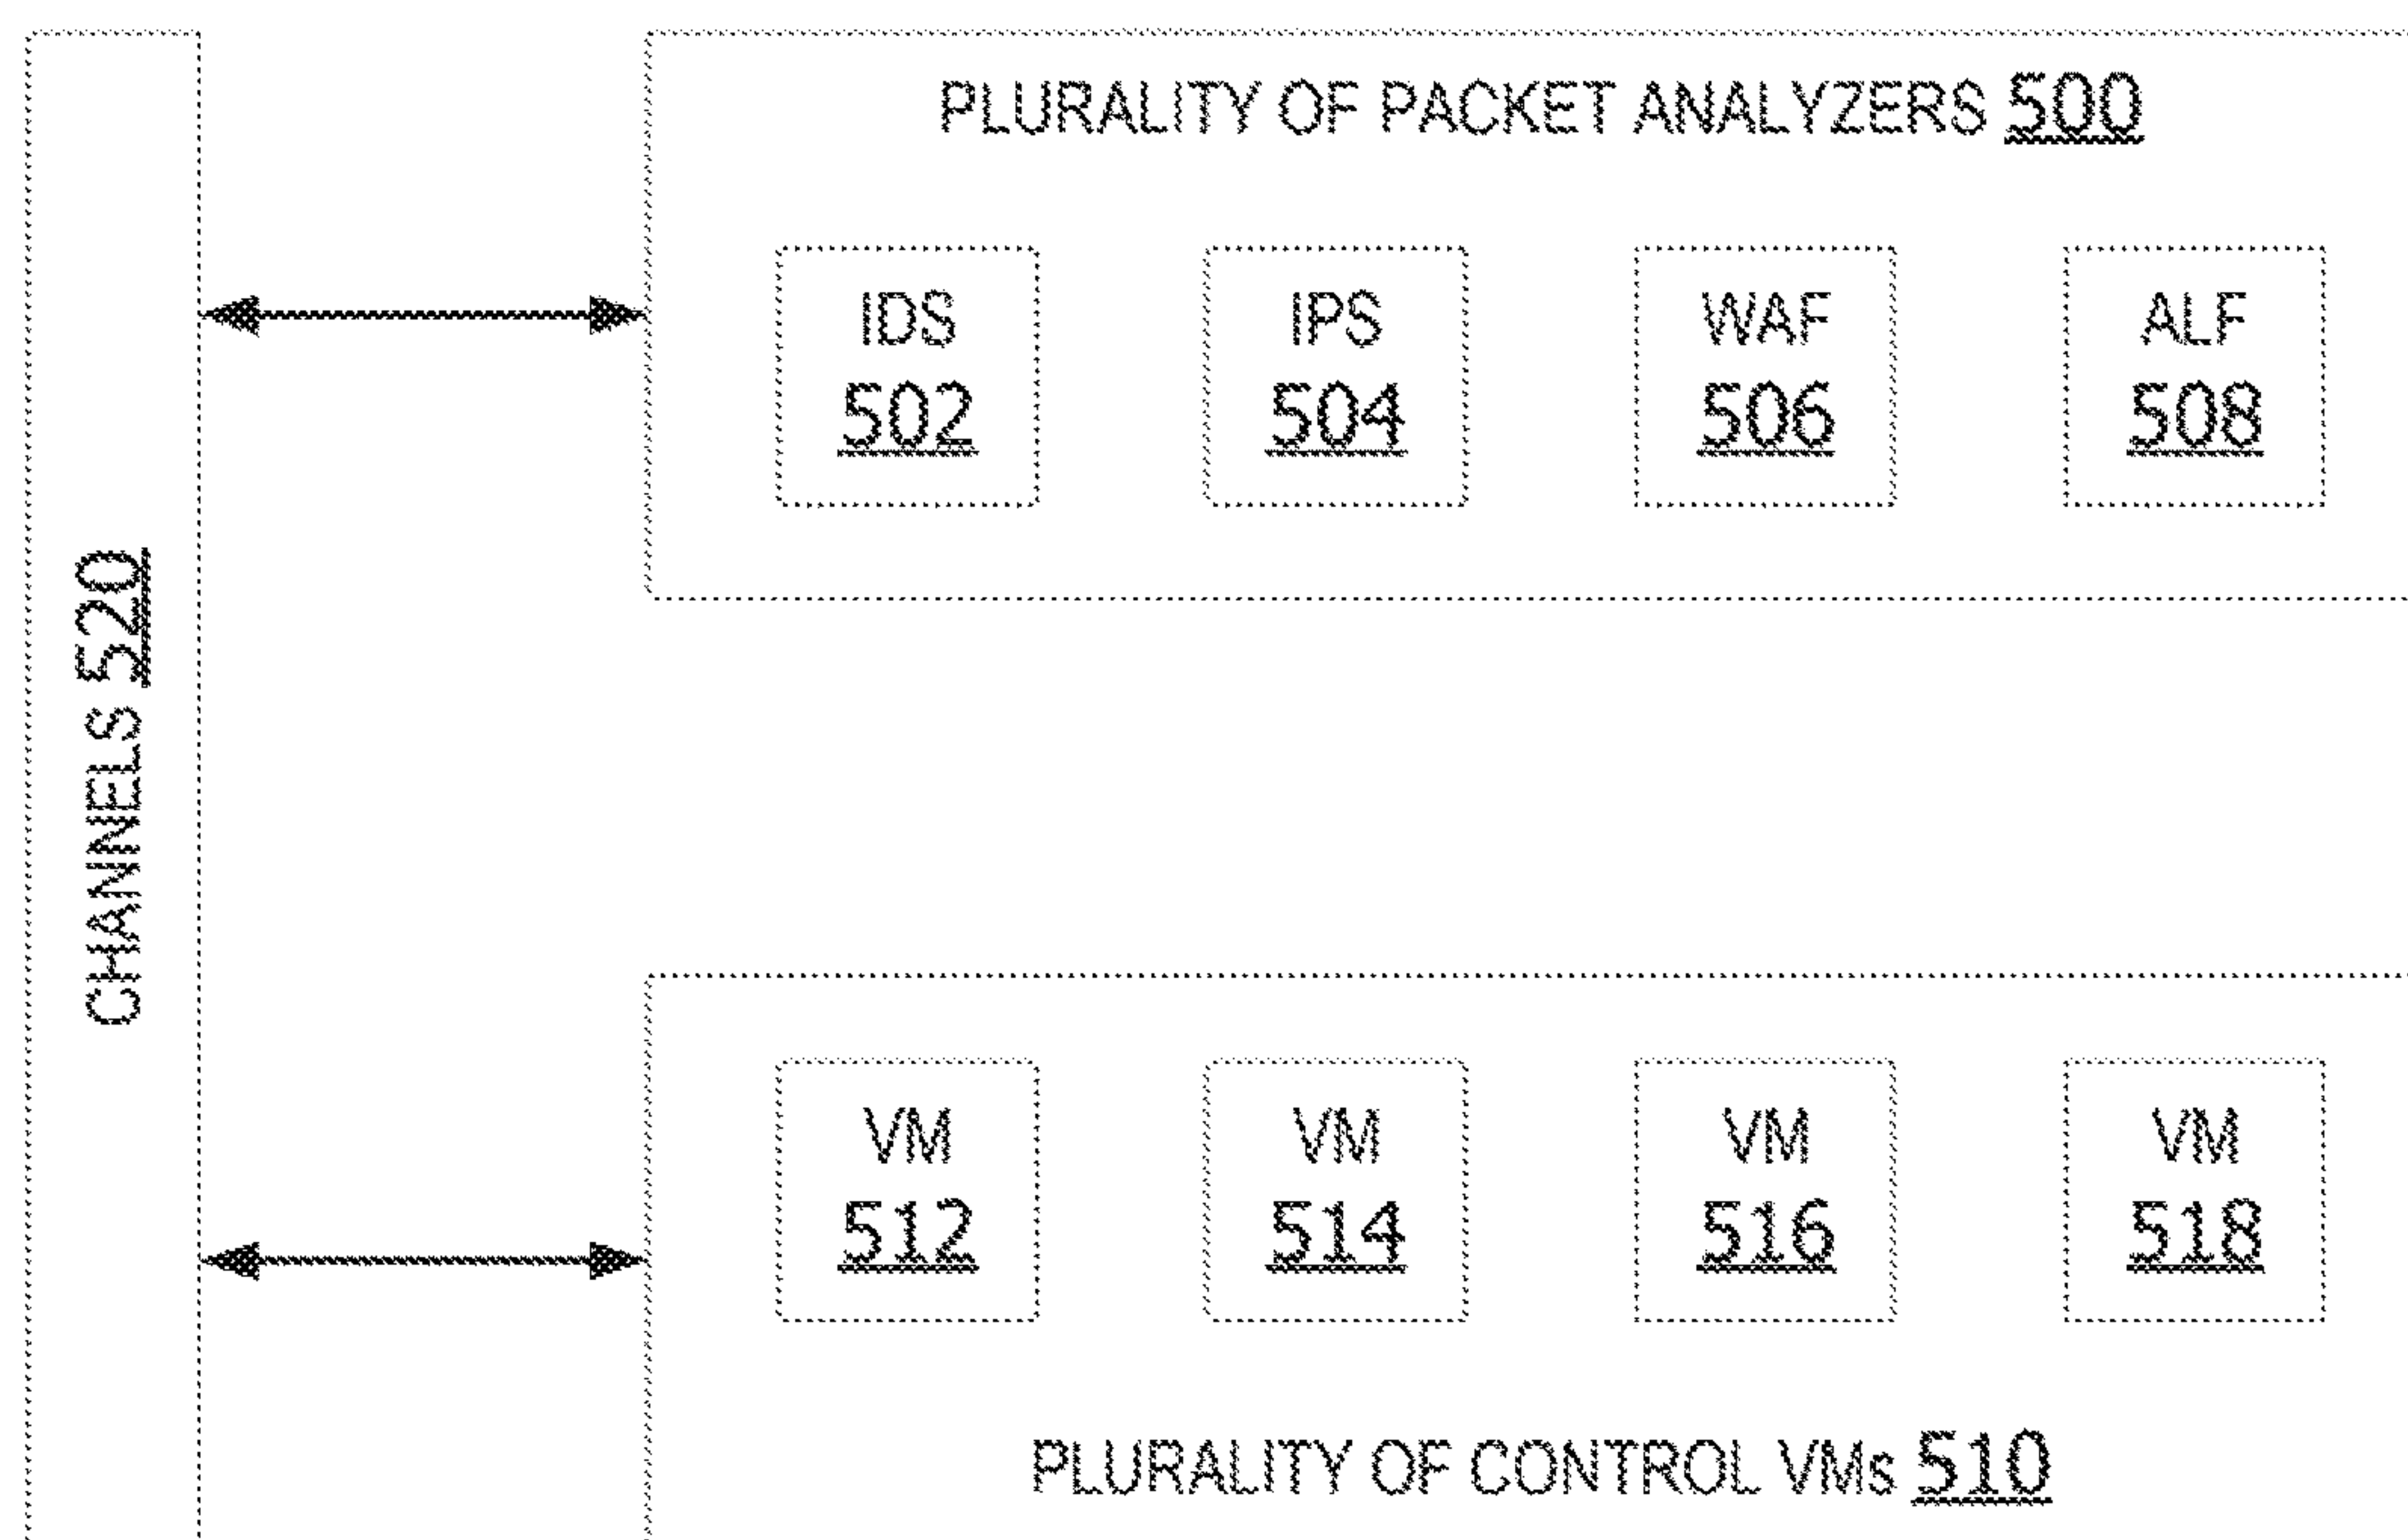 PLURALITY OF PACKET ANALYZERS 500
IDS
502
IPS
504
WAF
506
ALF
508
CHANNELS 520
VM
512
VM
514
VM
516
VM
518
PLURALITY OF CONTROL VMs 510